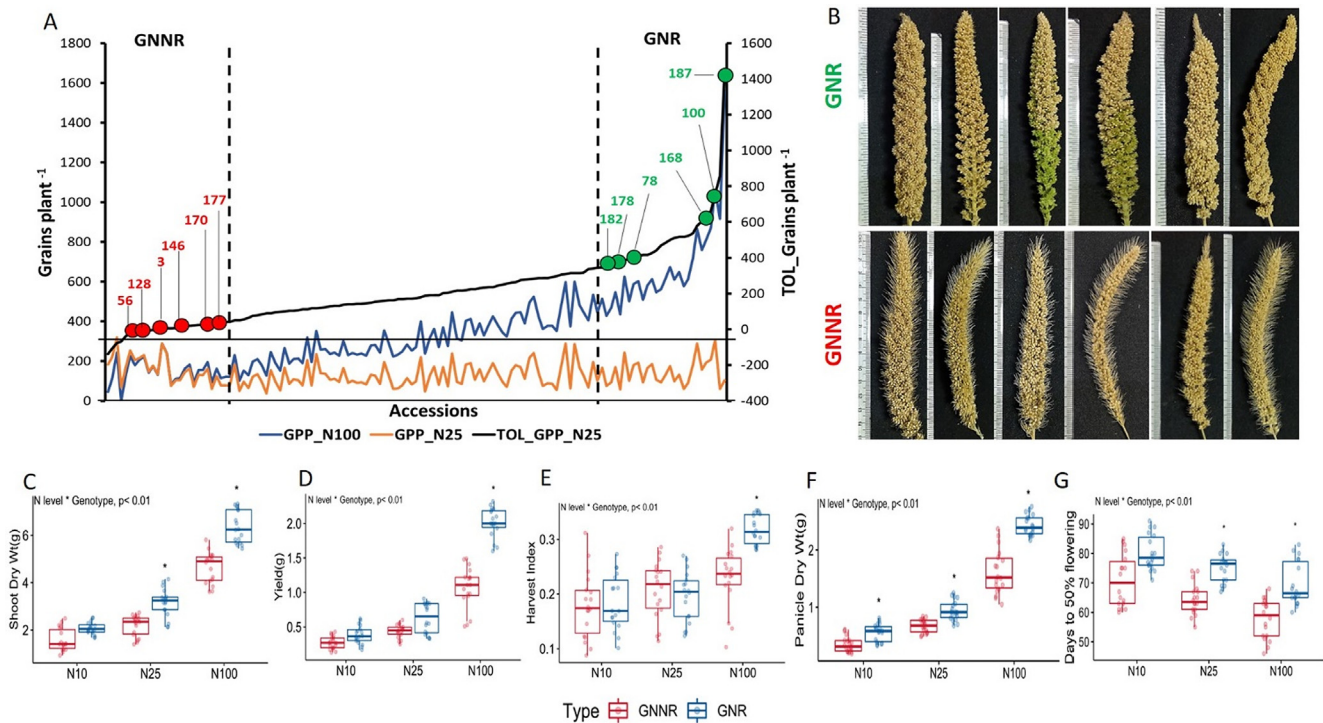 A
GNNR
GNR
1800
1600
1400
1200
1000
800
600
400
200
0
Grains plant -1
1600
1400
1200
1000
800
600
400
200
0
-200
-400
TOL_Grains plant -1
56
128
3
146
170
177
182
178
78
168
100
187
Accessions
GPP_N100 GPP_N25 TOL_GPP_N25
B
GNR
GNNR
C
N level * Genotype, p< 0.01
*
*
Shoot Dry Wt(g)
6
4
2
N10 N25 N100
D
N level * Genotype, p< 0.01
*
Yield(g)
2.0
1.5
1.0
0.5
N10 N25 N100
E
N level * Genotype, p< 0.01
*
Harvest Index
0.3
0.2
0.1
N10 N25 N100
F
N level * Genotype, p< 0.01
*
*
*
Panicle Dry Wt(g)
2
1
N10 N25 N100
G
N level * Genotype, p< 0.01
*
*
Days to 50% flowering
90
80
70
60
50
N10 N25 N100
Type GNNR GNR